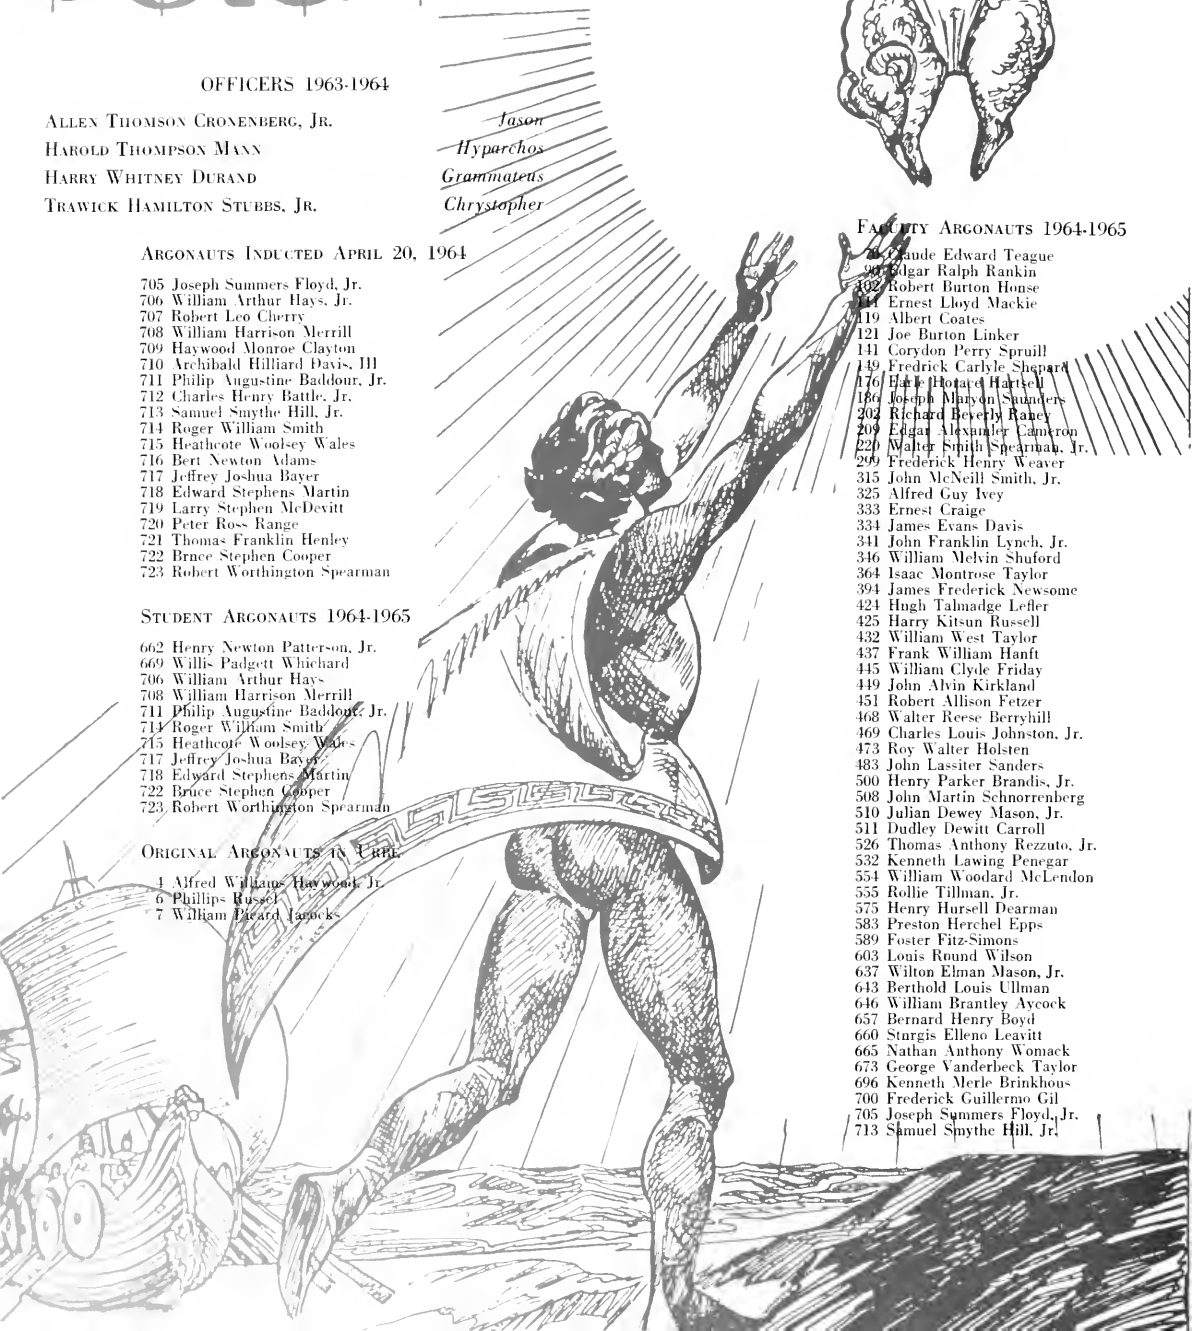 OFFICERS 1963-1964
ALLEN THOMSON CRONENBERG, JR. Jason
HAROLD THOMPSON MANN Hyparchos
HARRY WHITNEY DURAND Grammateus
TRAWICK HAMILTON STUBBS, JR. Chrystopher
ARGONAUTS INDUCTED APRIL 20, 1964
705 Joseph Summers Floyd, Jr.
706 William Arthur Hays, Jr.
707 Robert Leo Cherry
708 William Harrison Merrill
709 Haywood Monroe Clayton
710 Archibald Hilliard Davis, III
711 Philip Augustine Baddour, Jr.
712 Charles Henry Battle, Jr.
713 Samuel Smythe Hill, Jr.
714 Roger William Smith
715 Heathcote Woolsey Wales
716 Bert Newton Adams
717 Jeffrey Joshua Bayer
718 Edward Stephens Martin
719 Larry Stephen McDevitt
720 Peter Ross Range
721 Thomas Franklin Henley
722 Bruce Stephen Cooper
723 Robert Worthington Spearman
STUDENT ARGONAUTS 1964-1965
662 Henry Newton Patterson, Jr.
669 Willis Padgett Whichard
706 William Arthur Hays
708 William Harrison Merrill
711 Philip Augustine Baddour, Jr.
714 Roger William Smith
715 Heathcote Woolsey Wales
717 Jeffrey Joshua Bayer
718 Edward Stephens Martin
722 Bruce Stephen Cooper
723 Robert Worthington Spearman
ORIGINAL ARGONAUTS IN URBE
4 Alfred Williams Haywood, Jr.
6 Phillips Russel
7 William Picard Jacocks
FACULTY ARGONAUTS 1964-1965
70 Claude Edward Teague
90 Edgar Ralph Rankin
102 Robert Burton House
111 Ernest Lloyd Mackie
119 Albert Coates
121 Joe Burton Linker
141 Corydon Perry Spruill
149 Fredrick Carlyle Shepard
176 Earle Horace Hartsell
186 Joseph Maryon Saunders
202 Richard Beverly Raney
209 Edgar Alexander Cameron
220 Walter Smith Spearman, Jr.
299 Frederick Henry Weaver
315 John McNeill Smith, Jr.
325 Alfred Guy Ivey
333 Ernest Craige
334 James Evans Davis
341 John Franklin Lynch, Jr.
346 William Melvin Shuford
364 Isaac Montrose Taylor
394 James Frederick Newsome
424 Hugh Talmadge Lefler
425 Harry Kitsun Russell
432 William West Taylor
437 Frank William Hanft
445 William Clyde Friday
449 John Alvin Kirkland
451 Robert Allison Fetzer
468 Walter Reese Berryhill
469 Charles Louis Johnston, Jr.
473 Roy Walter Holsten
483 John Lassiter Sanders
500 Henry Parker Brandis, Jr.
508 John Martin Schnorrenberg
510 Julian Dewey Mason, Jr.
511 Dudley Dewitt Carroll
526 Thomas Anthony Rezzuto, Jr.
532 Kenneth Lawing Penegar
554 William Woodard McLendon
555 Rollie Tillman, Jr.
575 Henry Hursell Dearman
583 Preston Herchel Epps
589 Foster Fitz-Simons
603 Louis Round Wilson
637 Wilton Elman Mason, Jr.
643 Berthold Louis Ullman
646 William Brantley Aycock
657 Bernard Henry Boyd
660 Sturgis Elleno Leavitt
665 Nathan Anthony Womack
673 George Vanderbeck Taylor
696 Kenneth Merle Brinkhous
700 Frederick Guillermo Gil
705 Joseph Summers Floyd, Jr.
713 Samuel Smythe Hill, Jr.